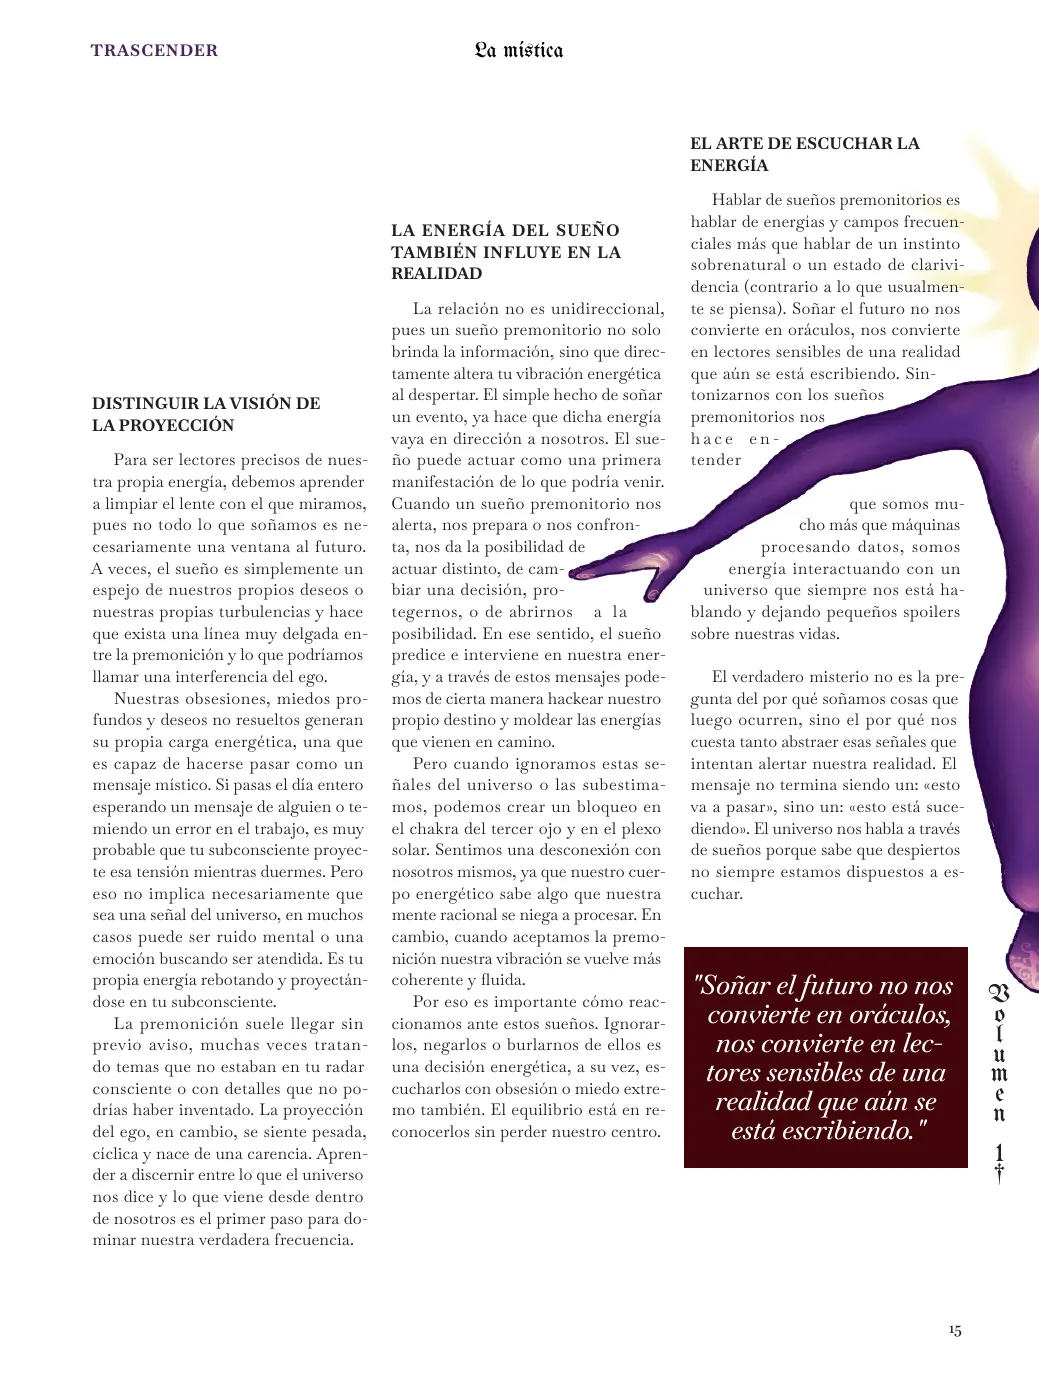 TRASCENDER
La mística
DISTINGUIR LA VISIÓN DE
LA PROYECCIÓN
Para ser lectores precisos de nues-
tra propia energía, debemos aprender
a limpiar el lente con el que miramos,
pues no todo lo que soñamos es ne-
cesariamente una ventana al futuro.
A veces, el sueño es simplemente un
espejo de nuestros propios deseos o
nuestras propias turbulencias y hace
que exista una línea muy delgada en-
tre la premonición y lo que podríamos
llamar una interferencia del ego.
Nuestras obsesiones, miedos pro-
fundos y deseos no resueltos generan
su propia carga energética, una que
es capaz de hacerse pasar como un
mensaje místico. Si pasas el día entero
esperando un mensaje de alguien o te-
miendo un error en el trabajo, es muy
probable que tu subconsciente proyec-
te esa tensión mientras duermes. Pero
eso no implica necesariamente que
sea una señal del universo, en muchos
casos puede ser ruido mental o una
emoción buscando ser atendida. Es tu
propia energía rebotando y proyectán-
dose en tu subconsciente.
La premonición suele llegar sin
previo aviso, muchas veces tratan-
do temas que no estaban en tu radar
consciente o con detalles que no po-
drías haber inventado. La proyección
del ego, en cambio, se siente pesada,
cíclica y nace de una carencia. Apren-
der a discernir entre lo que el universo
nos dice y lo que viene desde dentro
de nosotros es el primer paso para do-
minar nuestra verdadera frecuencia.
LA ENERGÍA DEL SUEÑO
TAMBIÉN INFLUYE EN LA
REALIDAD
La relación no es unidireccional,
pues un sueño premonitorio no solo
brinda la información, sino que direc-
tamente altera tu vibración energética
al despertar. El simple hecho de soñar
un evento, ya hace que dicha energía
vaya en dirección a nosotros. El sue-
ño puede actuar como una primera
manifestación de lo que podría venir.
Cuando un sueño premonitorio nos
alerta, nos prepara o nos confron-
ta, nos da la posibilidad de
actuar distinto, de cam-
biar una decisión, pro-
tegernos, o de abrirnos a la
posibilidad. En ese sentido, el sueño
predice e interviene en nuestra ener-
gía, y a través de estos mensajes pode-
mos de cierta manera hackear nuestro
propio destino y moldear las energías
que vienen en camino.
Pero cuando ignoramos estas se-
ñales del universo o las subestima-
mos, podemos crear un bloqueo en
el chakra del tercer ojo y en el plexo
solar. Sentimos una desconexión con
nosotros mismos, ya que nuestro cuer-
po energético sabe algo que nuestra
mente racional se niega a procesar. En
cambio, cuando aceptamos la premo-
nición nuestra vibración se vuelve más
coherente y fluida.
Por eso es importante cómo reac-
cionamos ante estos sueños. Ignorar-
los, negarlos o burlarnos de ellos es
una decisión energética, a su vez, es-
cucharlos con obsesión o miedo extre-
mo también. El equilibrio está en re-
conocerlos sin perder nuestro centro.
EL ARTE DE ESCUCHAR LA
ENERGÍA
Hablar de sueños premonitorios es
hablar de energías y campos frecuen-
ciales más que hablar de un instinto
sobrenatural o un estado de clarivi-
dencia (contrario a lo que usualmen-
te se piensa). Soñar el futuro no nos
convierte en oráculos, nos convierte
en lectores sensibles de una realidad
que aún se está escribiendo. Sin-
tonizarnos con los sueños
premonitorios nos
hace en-
tender
que somos mu-
cho más que máquinas
procesando datos, somos
energía interactuando con un
universo que siempre nos está ha-
blando y dejando pequeños spoilers
sobre nuestras vidas.
El verdadero misterio no es la pre-
gunta del por qué soñamos cosas que
luego ocurren, sino el por qué nos
cuesta tanto abstraer esas señales que
intentan alertar nuestra realidad. El
mensaje no termina siendo un: «esto
va a pasar», sino un: «esto está suce-
diendo». El universo nos habla a través
de sueños porque sabe que despiertos
no siempre estamos dispuestos a es-
cuchar.
"Soñar el futuro no nos
convierte en oráculos,
nos convierte en lec-
tores sensibles de una
realidad que aún se
está escribiendo."
Volumen 1†
15